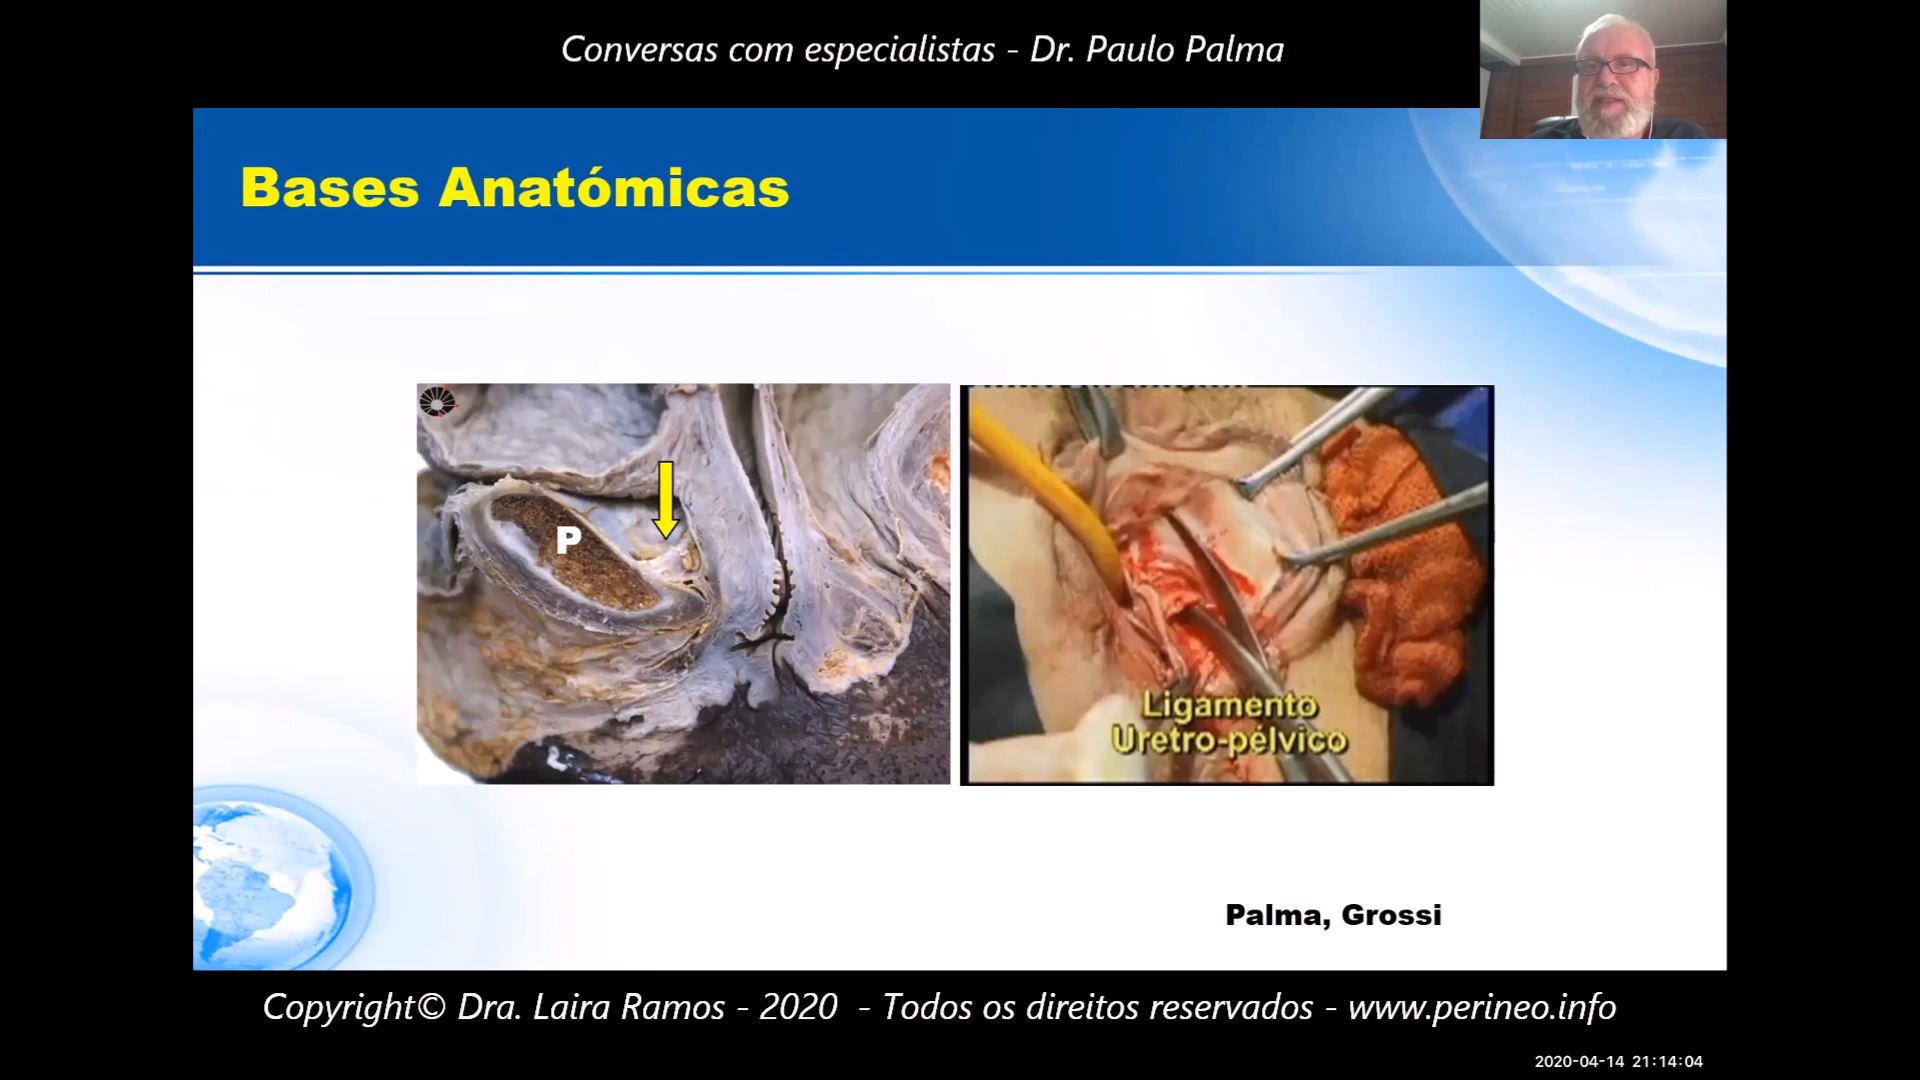 Conversas com especialistas - Dr. Paulo Palma
Bases Anatómicas
P
Ligamento
Uretro-pélvico
Palma, Grossi
Copyright© Dra. Laira Ramos - 2020 - Todos os direitos reservados - www.perineo.info
2020-04-14 21:14:04